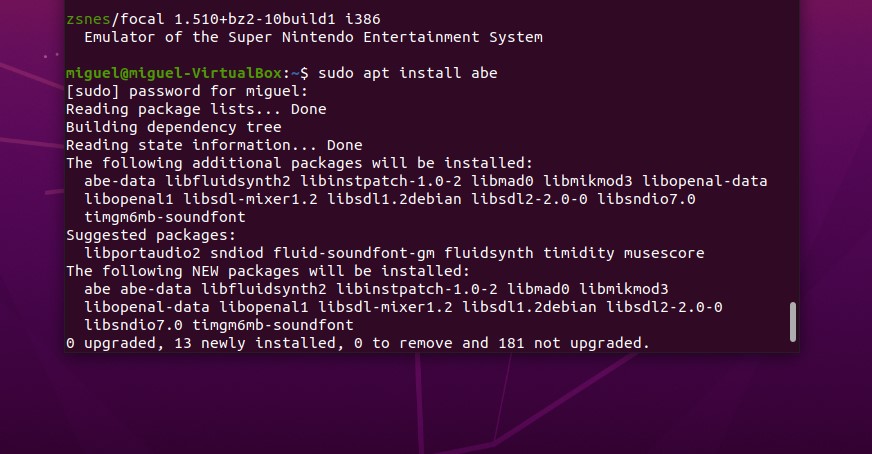 zsnes/focal 1.510+bz2-10build1 i386
  Emulator of the Super Nintendo Entertainment System
miguel@miguel-VirtualBox:~$ sudo apt install abe
[sudo] password for miguel:
Reading package lists... Done
Building dependency tree
Reading state information... Done
The following additional packages will be installed:
  abe-data libfluidsynth2 libinstpatch-1.0-2 libmad0 libmikmod3 libopenal-data
  libopenal1 libsdl-mixer1.2 libsdl1.2debian libsdl2-2.0-0 libsndio7.0
  timgm6mb-soundfont
Suggested packages:
  libportaudio2 sndiod fluid-soundfont-gm fluidsynth timidity musescore
The following NEW packages will be installed:
  abe abe-data libfluidsynth2 libinstpatch-1.0-2 libmad0 libmikmod3
  libopenal-data libopenal1 libsdl-mixer1.2 libsdl1.2debian libsdl2-2.0-0
  libsndio7.0 timgm6mb-soundfont
0 upgraded, 13 newly installed, 0 to remove and 181 not upgraded.